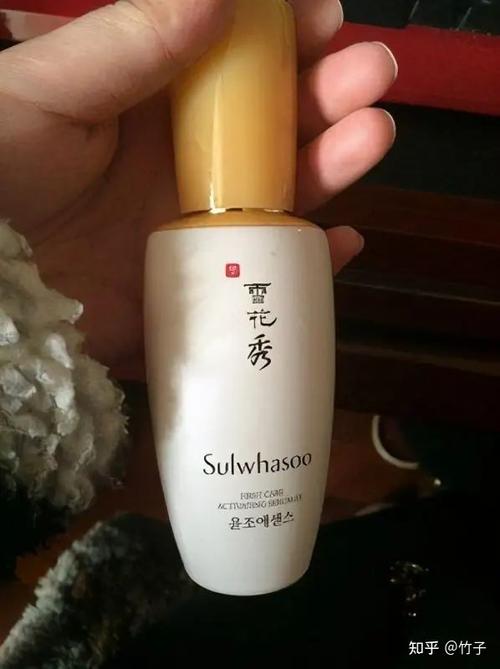 雪花秀
Sulwhasoo
FIRST CARE
ACTIVATING SERUM EX
윤조에센스
知乎 @竹子